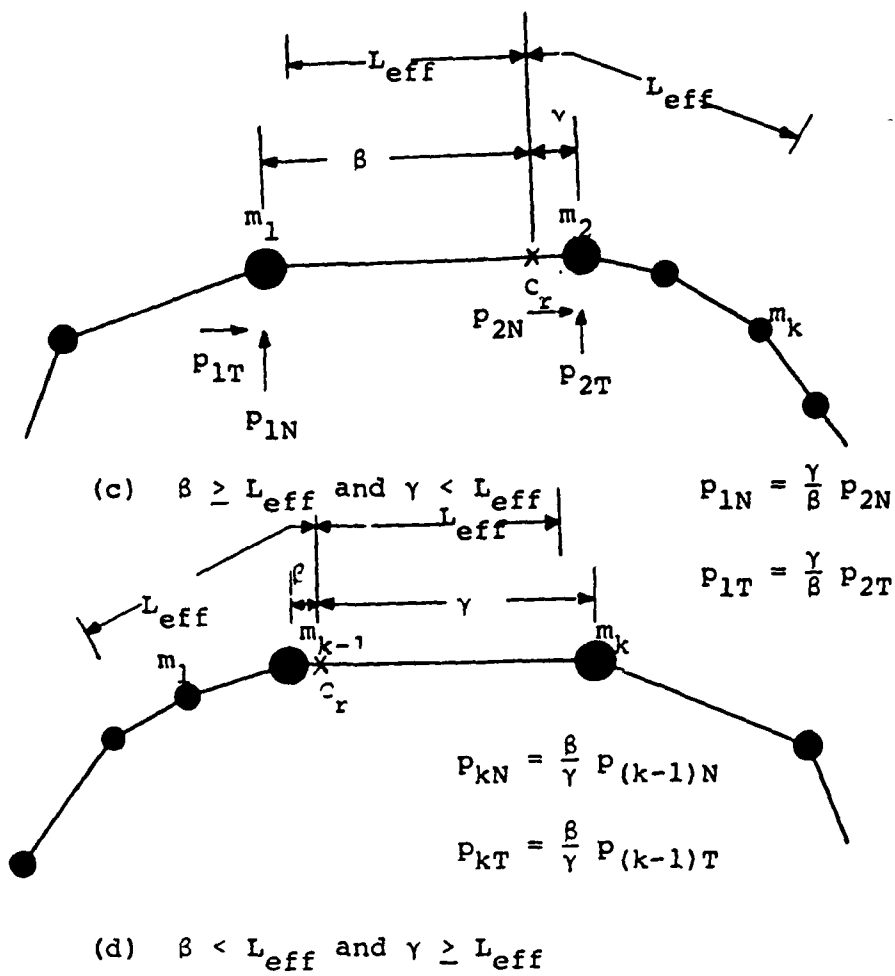 L_eff
L_eff
γ
β
m_1
m_2
c_r
m_k
p_1T
p_2N
p_2T
p_1N
(c) β ≥ L_eff and γ < L_eff
p_1N = γ/β p_2N
p_1T = γ/β p_2T
L_eff
L_eff
β
γ
m_1
m_k-1
m_k
c_r
p_kN = β/γ p_(k-1)N
p_kT = β/γ p_(k-1)T
(d) β < L_eff and γ ≥ L_eff